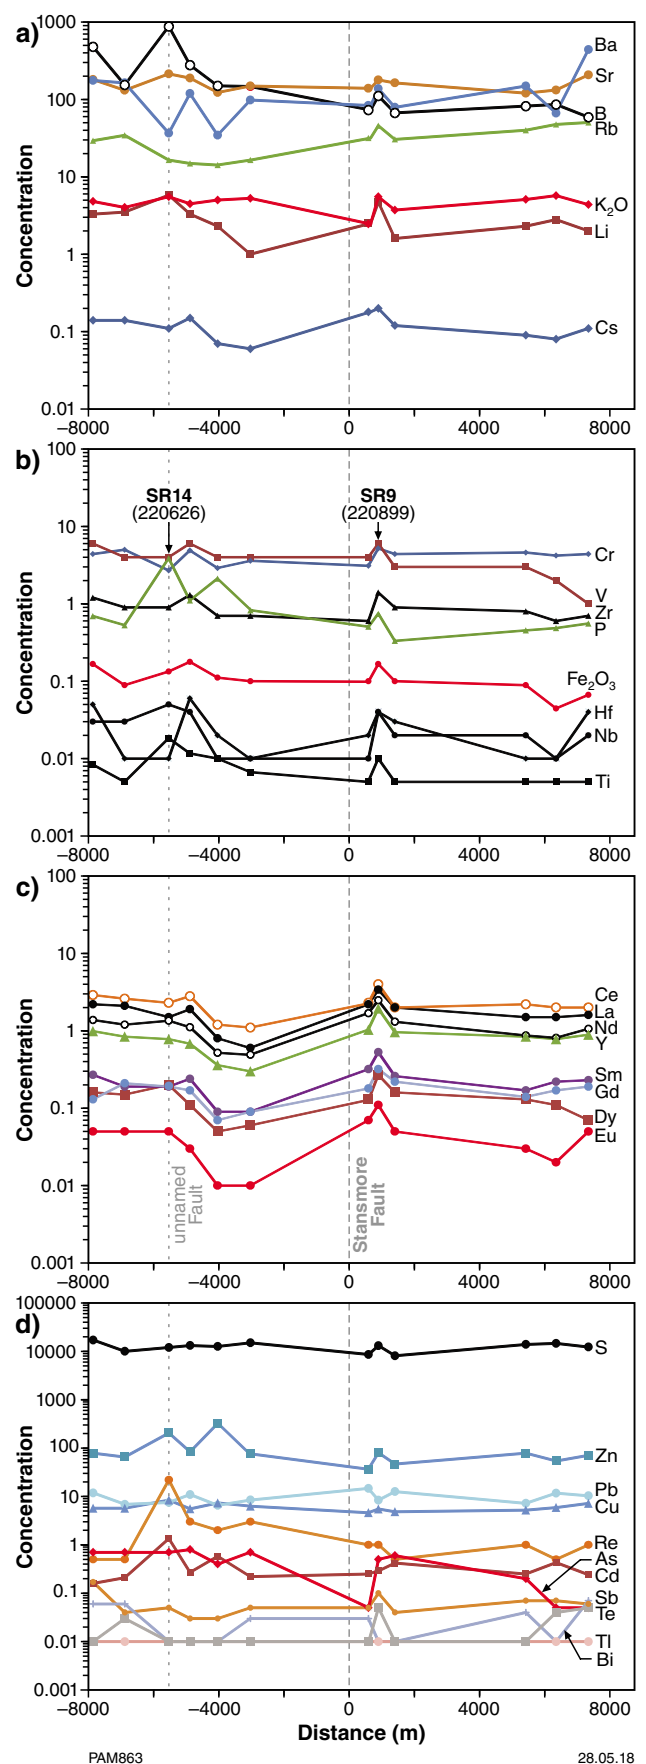 a)
1000
100
10
1
0.1
0.01
Concentration
Ba
Sr
B
Rb
K2O
Li
Cs
–8000 –4000 0 4000 8000
b)
100
10
1
0.1
0.01
0.001
Concentration
SR14
(220626)
SR9
(220899)
Cr
V
Zr
P
Fe2O3
Hf
Nb
Ti
–8000 –4000 0 4000 8000
c)
100
10
1
0.1
0.01
0.001
Concentration
Ce
La
Nd
Y
Sm
Gd
Dy
Eu
unnamed
Fault
Stansmore
Fault
–8000 –4000 0 4000 8000
d)
100000
10000
1000
100
10
1
0.1
0.01
0.001
Concentration
S
Zn
Pb
Cu
Re
As
Cd
Sb
Te
Tl
Bi
–8000 –4000 0 4000 8000
Distance (m)
PAM863 28.05.18